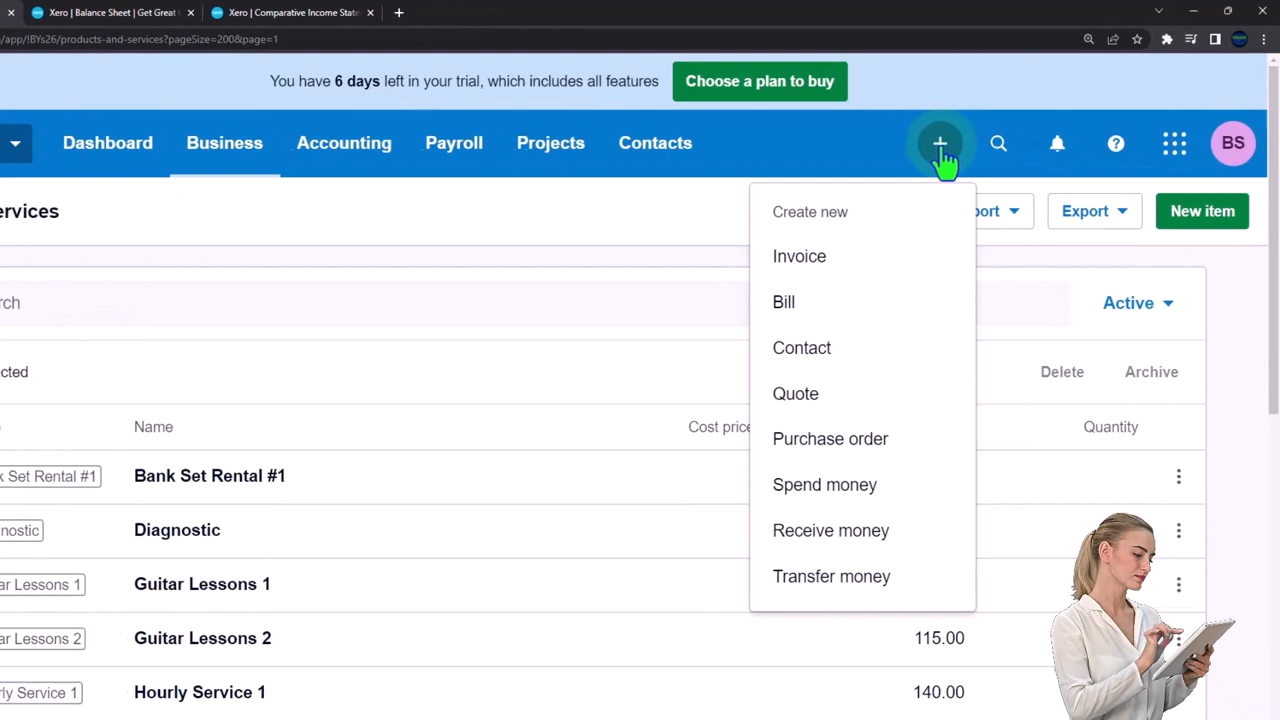 Xero | Balance Sheet | Get Great
Xero | Comparative Income State
/app/!BYs26/products-and-services?pageSize=200&page=1
You have 6 days left in your trial, which includes all features
Choose a plan to buy
Dashboard
Business
Accounting
Payroll
Projects
Contacts
BS
ervices
port
Export
New item
Create new
Invoice
Bill
Contact
Quote
Purchase order
Spend money
Receive money
Transfer money
rch
Active
cted
Delete
Archive
Name
Cost price
Quantity
k Set Rental #1
Bank Set Rental #1
nostic
Diagnostic
ar Lessons 1
Guitar Lessons 1
ar Lessons 2
Guitar Lessons 2
115.00
ly Service 1
Hourly Service 1
140.00